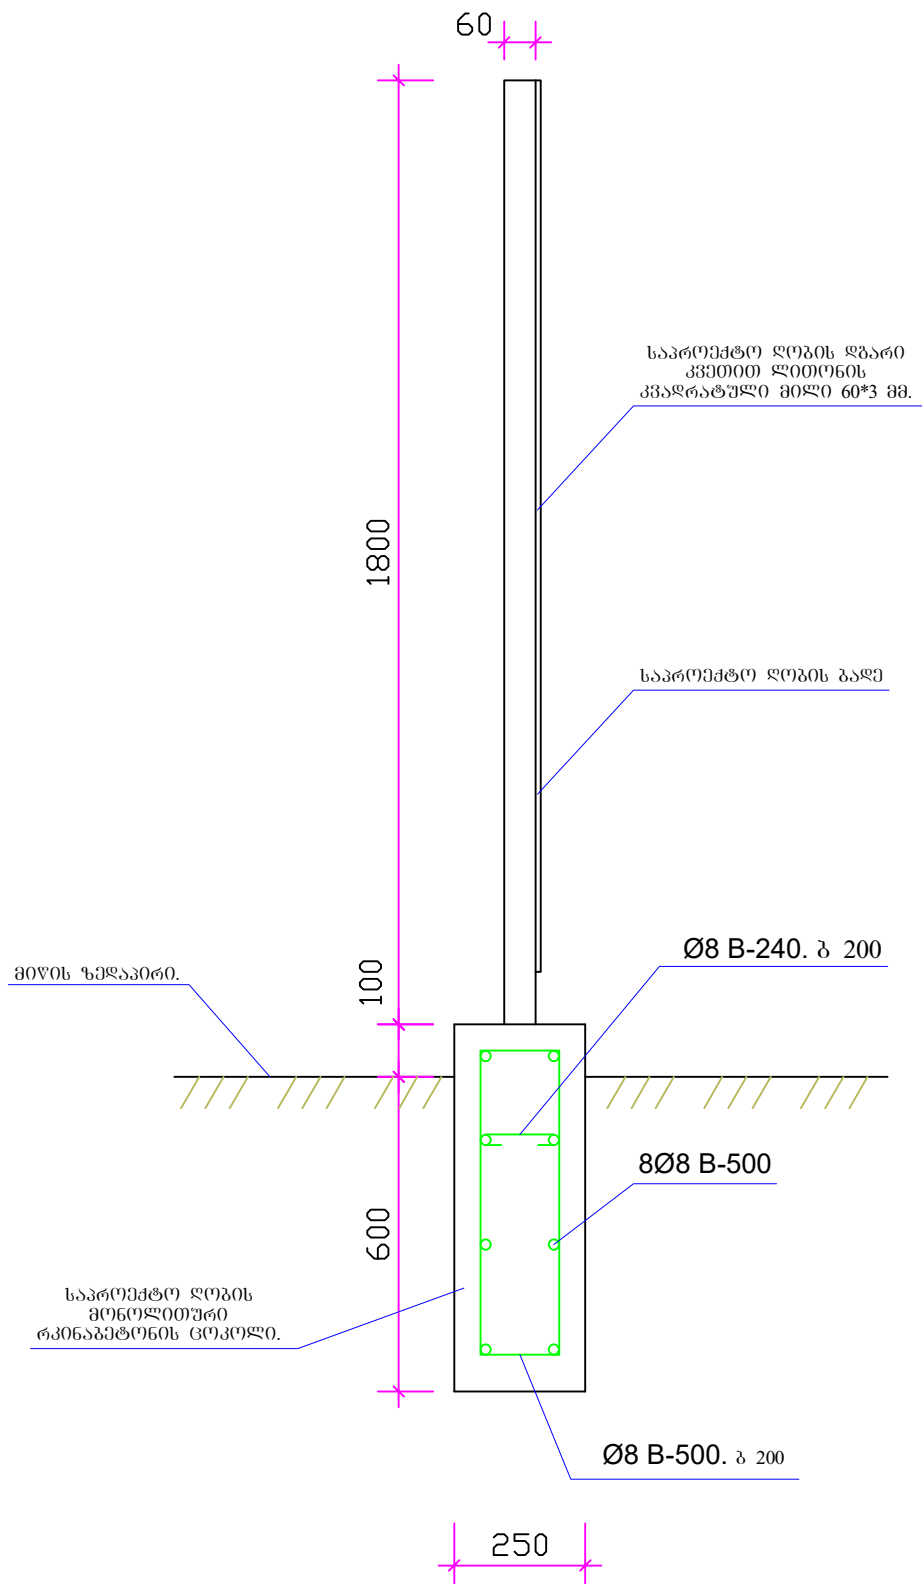 60
საპროექტო ღობის დგარი
კვეთით ლითონის
კვადრატული მილი 60*3 მმ.
1800
საპროექტო ღობის ბადე
Ø8 B-240. ბ 200
მიწის ზედაპირი.
100
8Ø8 B-500
600
საპროექტო ღობის
მონოლითური
რკინაბეტონის ცოკოლი.
Ø8 B-500. ბ 200
250